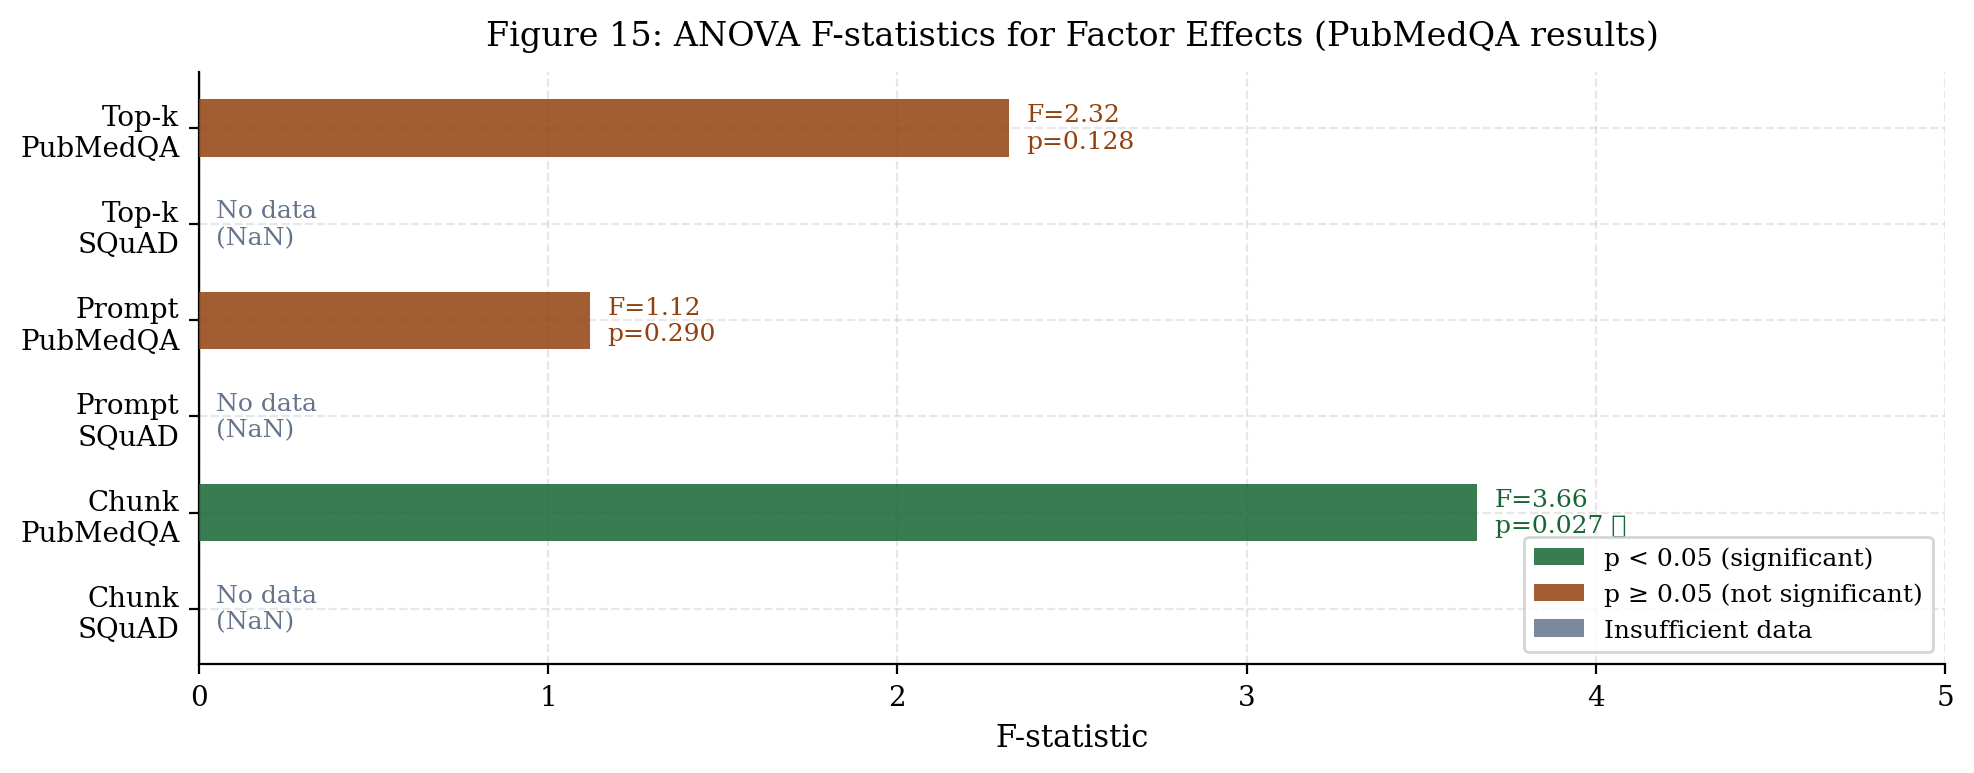 Figure 15: ANOVA F-statistics for Factor Effects (PubMedQA results)
Top-k
PubMedQA
F=2.32
p=0.128
Top-k
SQuAD
No data
(NaN)
Prompt
PubMedQA
F=1.12
p=0.290
Prompt
SQuAD
No data
(NaN)
Chunk
PubMedQA
F=3.66
p=0.027
Chunk
SQuAD
No data
(NaN)
p < 0.05 (significant)
p ≥ 0.05 (not significant)
Insufficient data
0 1 2 3 4 5
F-statistic